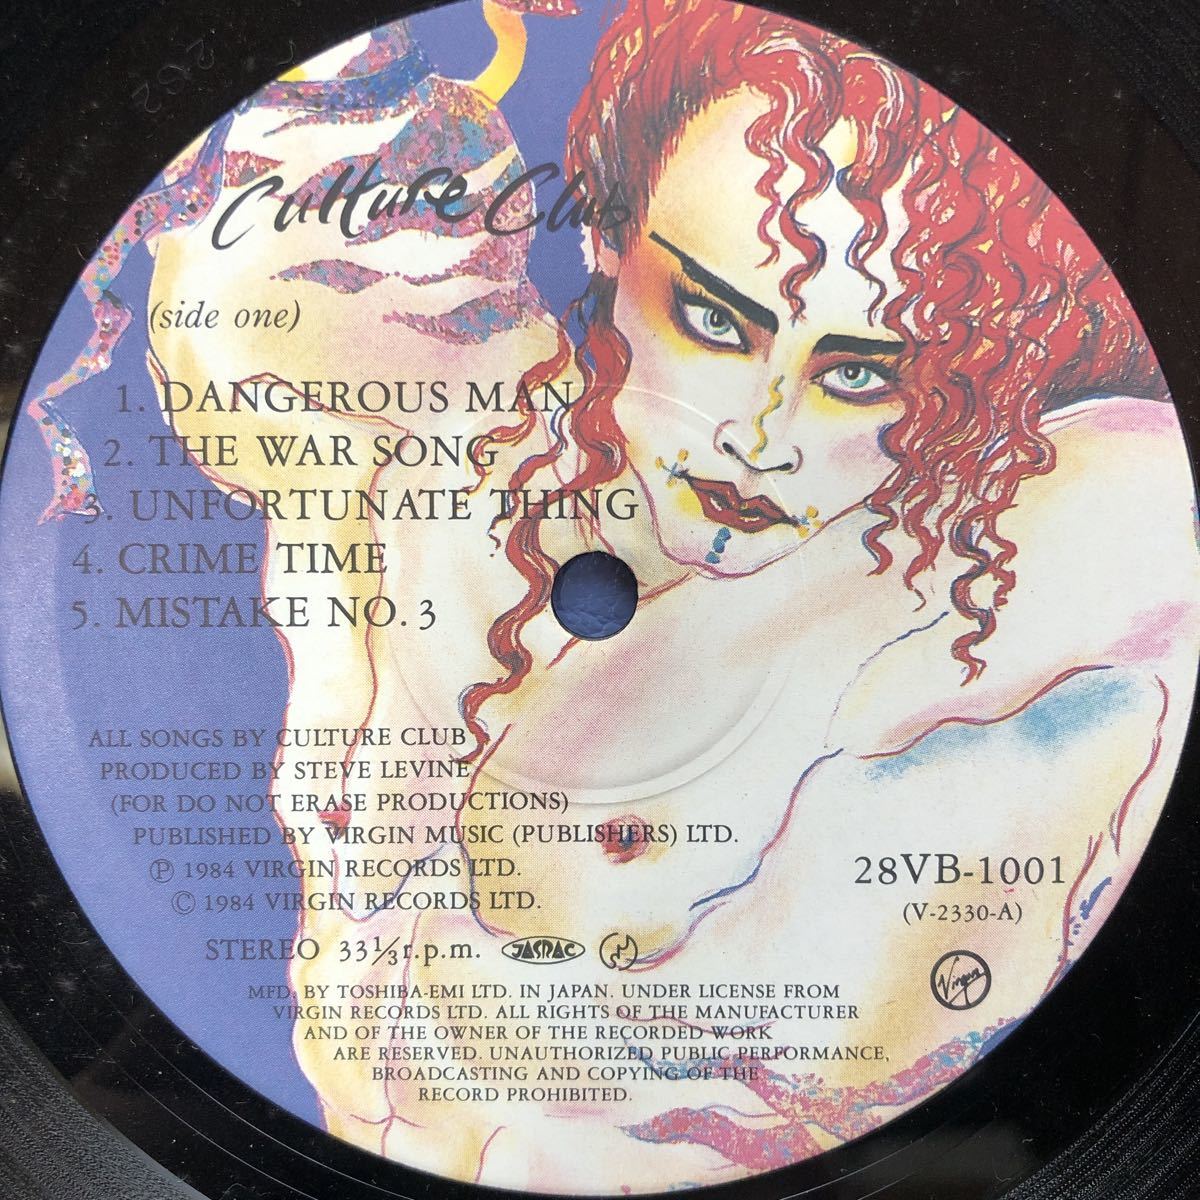 Culture Club
(side one)
1. DANGEROUS MAN
2. THE WAR SONG
3. UNFORTUNATE THING
4. CRIME TIME
5. MISTAKE NO. 3
ALL SONGS BY CULTURE CLUB
PRODUCED BY STEVE LEVINE
(FOR DO NOT ERASE PRODUCTIONS)
PUBLISHED BY VIRGIN MUSIC (PUBLISHERS) LTD.
Ⓟ 1984 VIRGIN RECORDS LTD.
© 1984 VIRGIN RECORDS LTD.
28VB-1001
(V-2330-A)
STEREO 33⅓r.p.m. JASRAC
Virgin
MFD. BY TOSHIBA-EMI LTD. IN JAPAN. UNDER LICENSE FROM
VIRGIN RECORDS LTD. ALL RIGHTS OF THE MANUFACTURER
AND OF THE OWNER OF THE RECORDED WORK
ARE RESERVED. UNAUTHORIZED PUBLIC PERFORMANCE,
BROADCASTING AND COPYING OF THE
RECORD PROHIBITED.